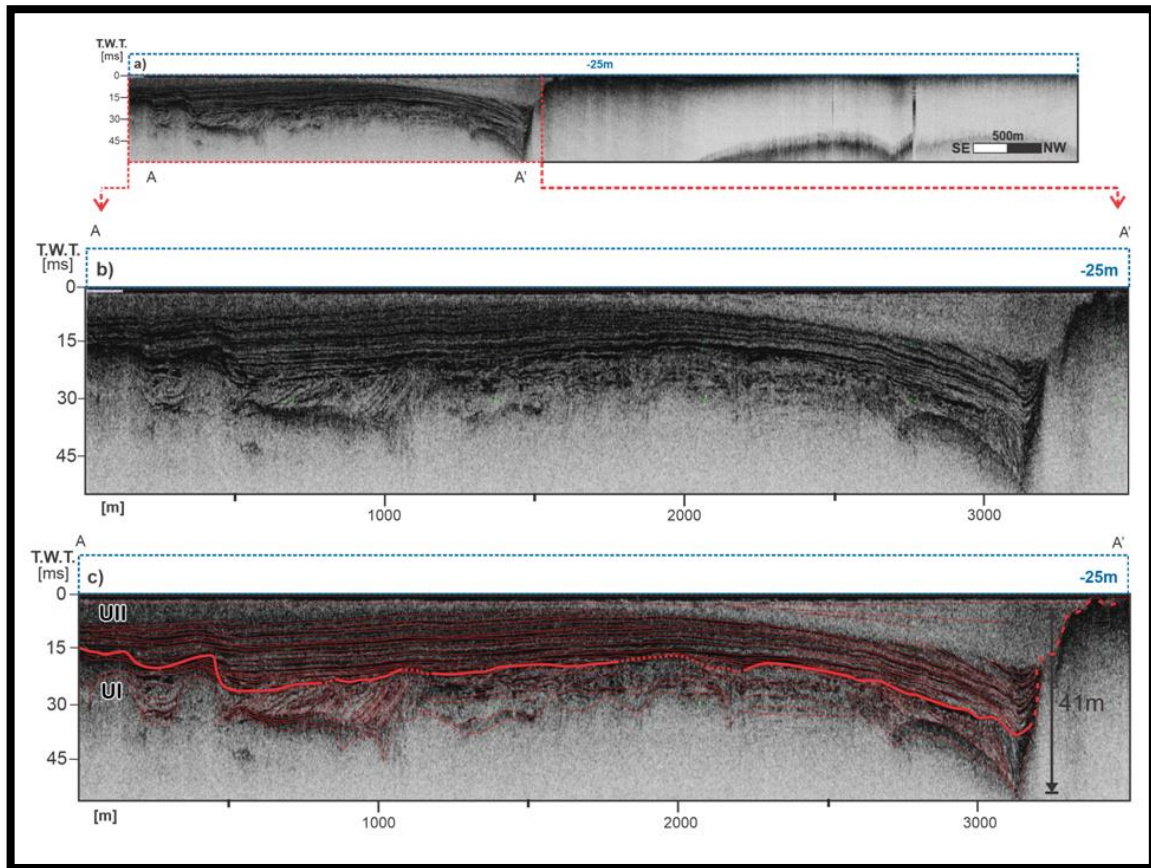 T.W.T.
[ms]
a)
-25m
0
15
30
45
500m
SE NW
A A'
A A'
T.W.T.
[ms]
b)
-25m
0
15
30
45
[m] 1000 2000 3000
A A'
T.W.T.
[ms]
c)
-25m
0
UII
15
UI
30
41m
45
[m] 1000 2000 3000